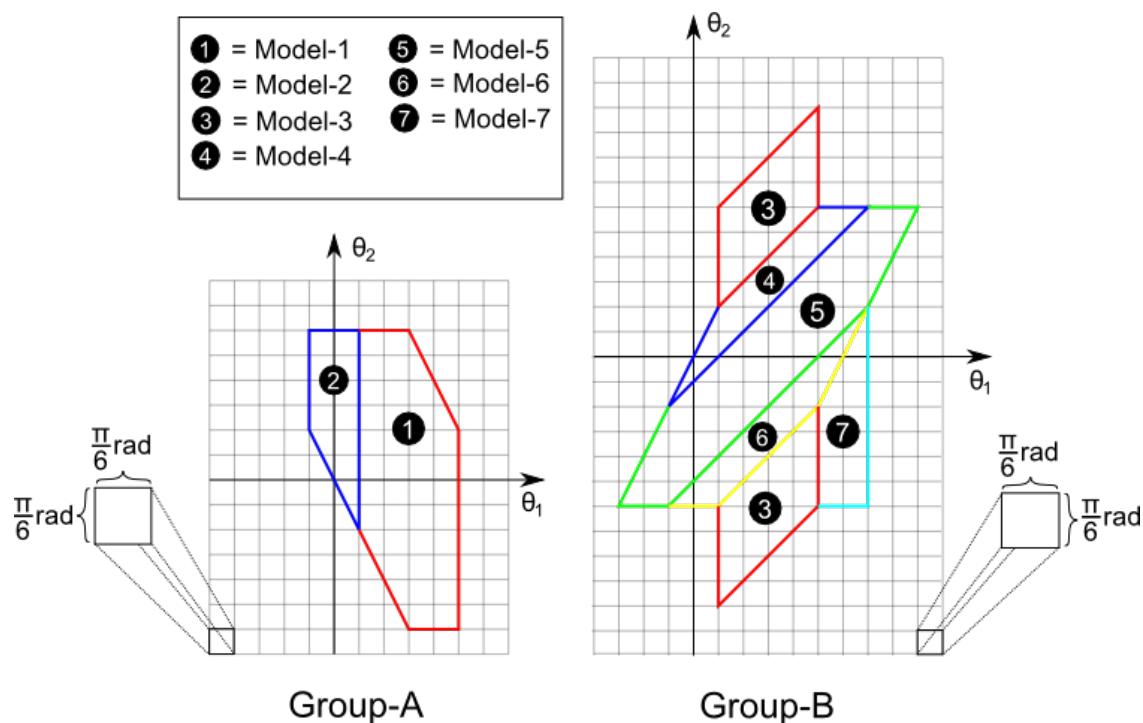 1 = Model-1
2 = Model-2
3 = Model-3
4 = Model-4
5 = Model-5
6 = Model-6
7 = Model-7
θ2
θ1
2
1
π/6 rad
π/6 rad
Group-A
θ2
θ1
3
4
5
6
7
3
π/6 rad
π/6 rad
Group-B